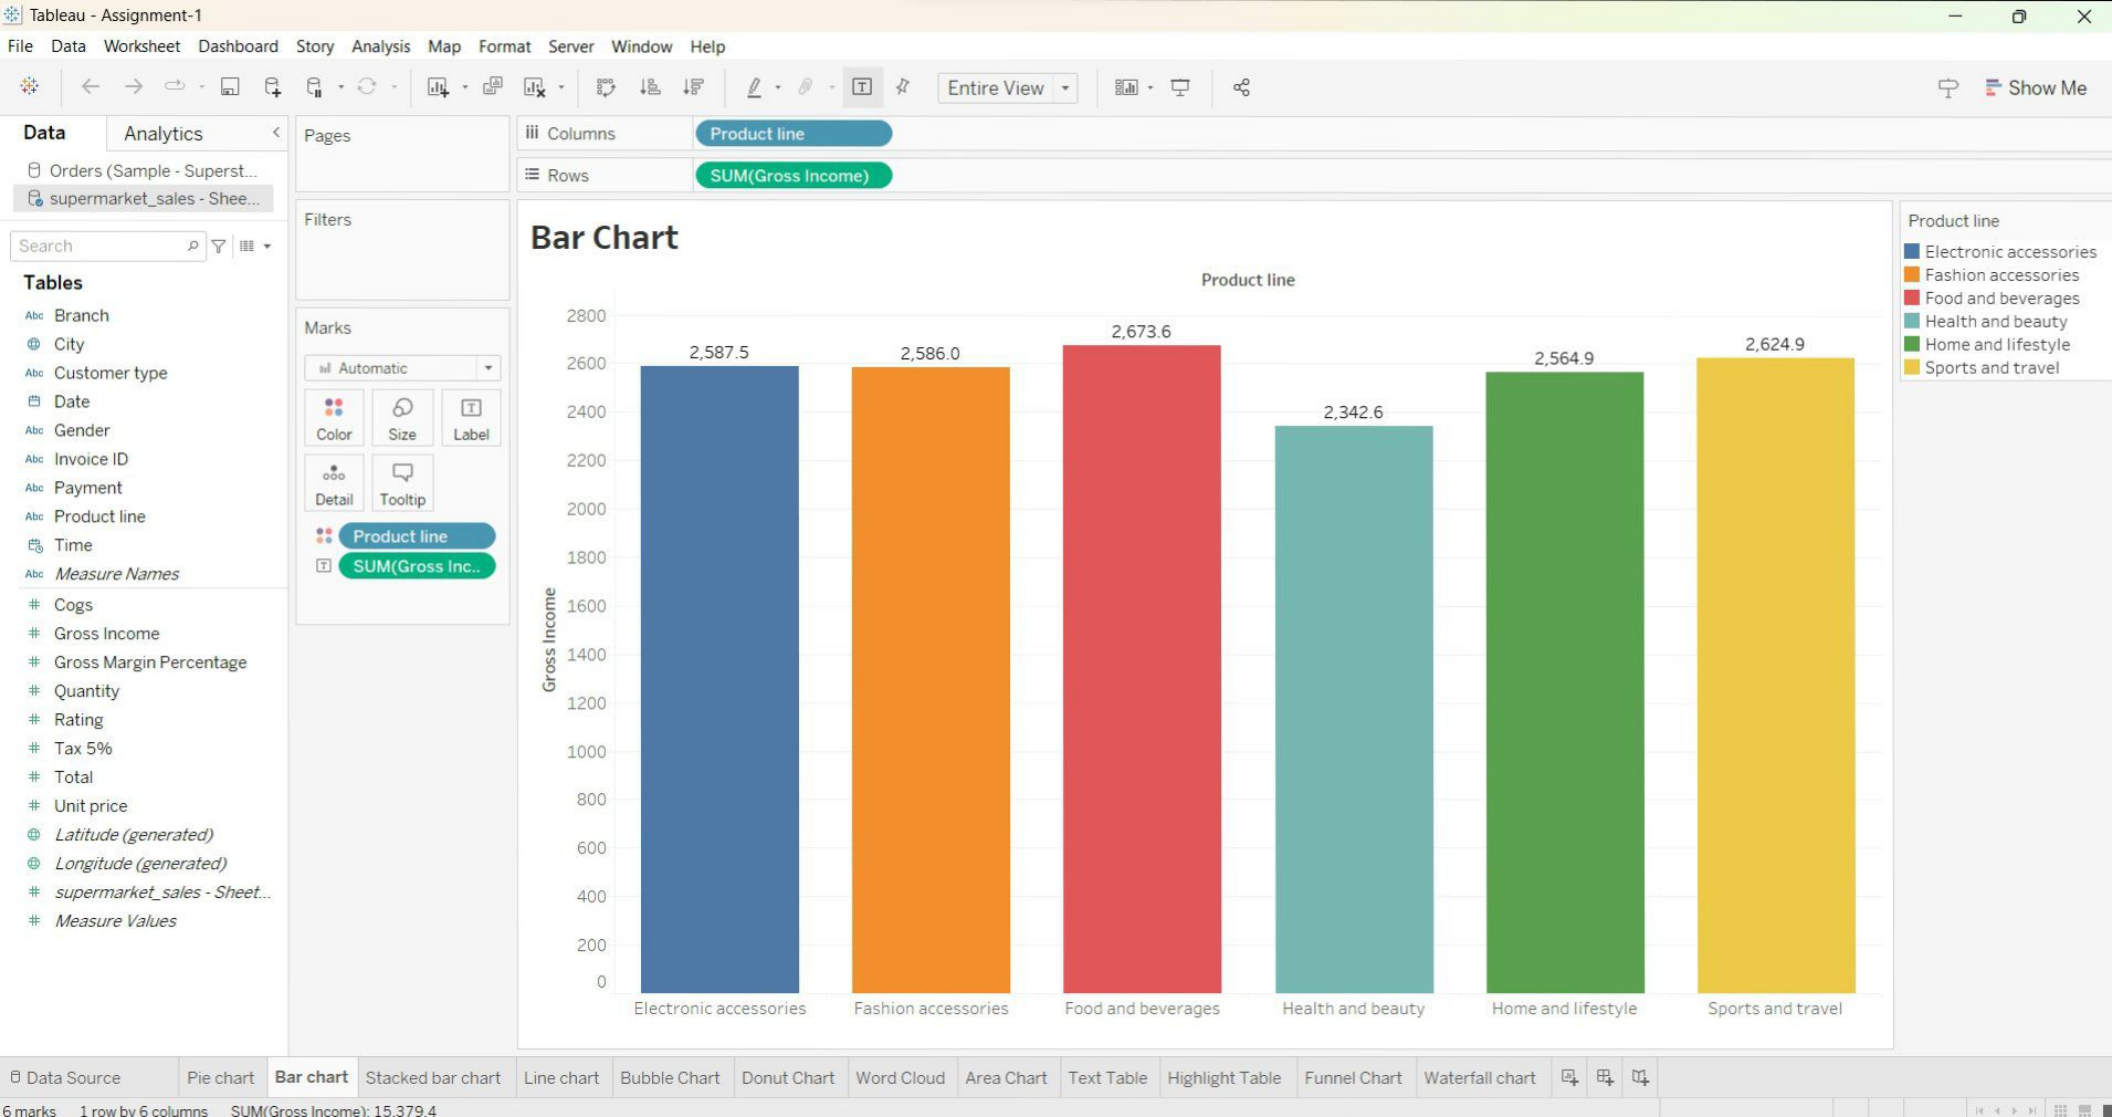 Tableau - Assignment-1
File Data Worksheet Dashboard Story Analysis Map Format Server Window Help
Entire View
Show Me
Data Analytics
Orders (Sample - Superst...
supermarket_sales - Shee...
Search
Tables
Abc Branch
City
Abc Customer type
Date
Abc Gender
Abc Invoice ID
Abc Payment
Abc Product line
Time
Abc Measure Names
# Cogs
# Gross Income
# Gross Margin Percentage
# Quantity
# Rating
# Tax 5%
# Total
# Unit price
Latitude (generated)
Longitude (generated)
# supermarket_sales - Sheet...
# Measure Values
Pages
Filters
Marks
Automatic
Color Size Label
Detail Tooltip
Product line
SUM(Gross Inc..
iii Columns Product line
Rows SUM(Gross Income)
Bar Chart
Product line
Gross Income
2800
2600
2400
2200
2000
1800
1600
1400
1200
1000
800
600
400
200
0
2,587.5
2,586.0
2,673.6
2,342.6
2,564.9
2,624.9
Electronic accessories Fashion accessories Food and beverages Health and beauty Home and lifestyle Sports and travel
Product line
Electronic accessories
Fashion accessories
Food and beverages
Health and beauty
Home and lifestyle
Sports and travel
Data Source Pie chart Bar chart Stacked bar chart Line chart Bubble Chart Donut Chart Word Cloud Area Chart Text Table Highlight Table Funnel Chart Waterfall chart
6 marks 1 row by 6 columns SUM(Gross Income): 15,379.4